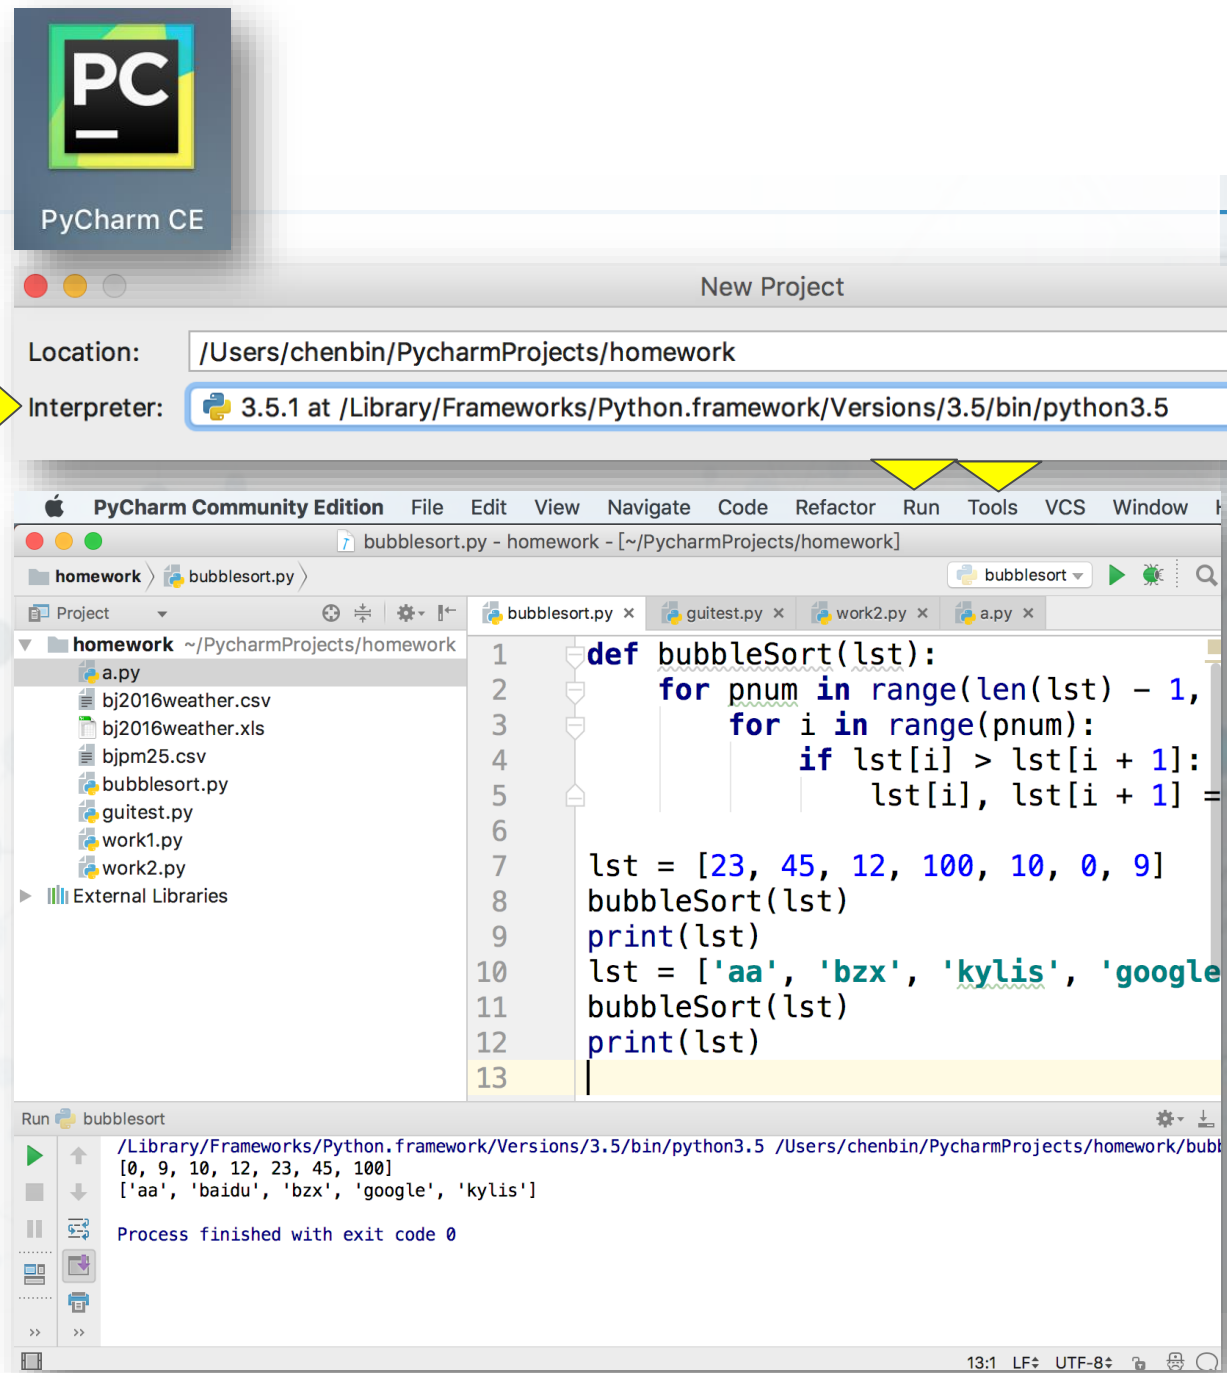 PC
PyCharm CE
New Project
Location: /Users/chenbin/PycharmProjects/homework
Interpreter: 3.5.1 at /Library/Frameworks/Python.framework/Versions/3.5/bin/python3.5
PyCharm Community Edition File Edit View Navigate Code Refactor Run Tools VCS Window
bubblesort.py - homework - [~/PycharmProjects/homework]
homework bubblesort.py bubblesort
Project bubblesort.py × guitest.py × work2.py × a.py ×
homework ~/PycharmProjects/homework
a.py
bj2016weather.csv
bj2016weather.xls
bjpm25.csv
bubblesort.py
guitest.py
work1.py
work2.py
External Libraries
1 def bubbleSort(lst):
2 for pnum in range(len(lst) - 1,
3 for i in range(pnum):
4 if lst[i] > lst[i + 1]:
5 lst[i], lst[i + 1] =
6
7 lst = [23, 45, 12, 100, 10, 0, 9]
8 bubbleSort(lst)
9 print(lst)
10 lst = ['aa', 'bzx', 'kylis', 'google
11 bubbleSort(lst)
12 print(lst)
13
Run bubblesort
/Library/Frameworks/Python.framework/Versions/3.5/bin/python3.5 /Users/chenbin/PycharmProjects/homework/bubb
[0, 9, 10, 12, 23, 45, 100]
['aa', 'baidu', 'bzx', 'google', 'kylis']
Process finished with exit code 0
13:1 LF UTF-8